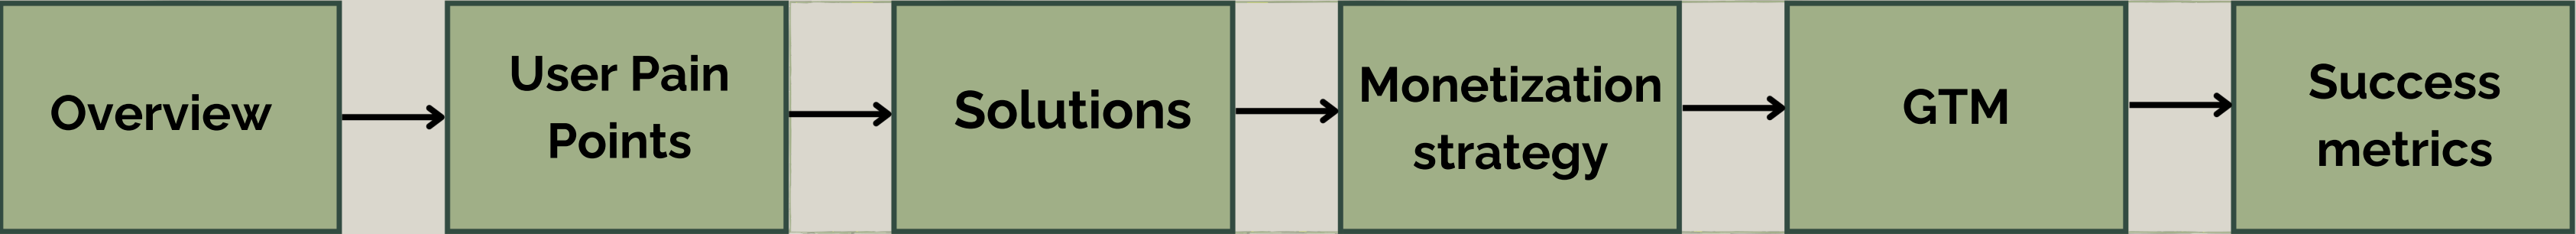 Overview
User Pain
Points
Solutions
Monetization
strategy
GTM
Success
metrics